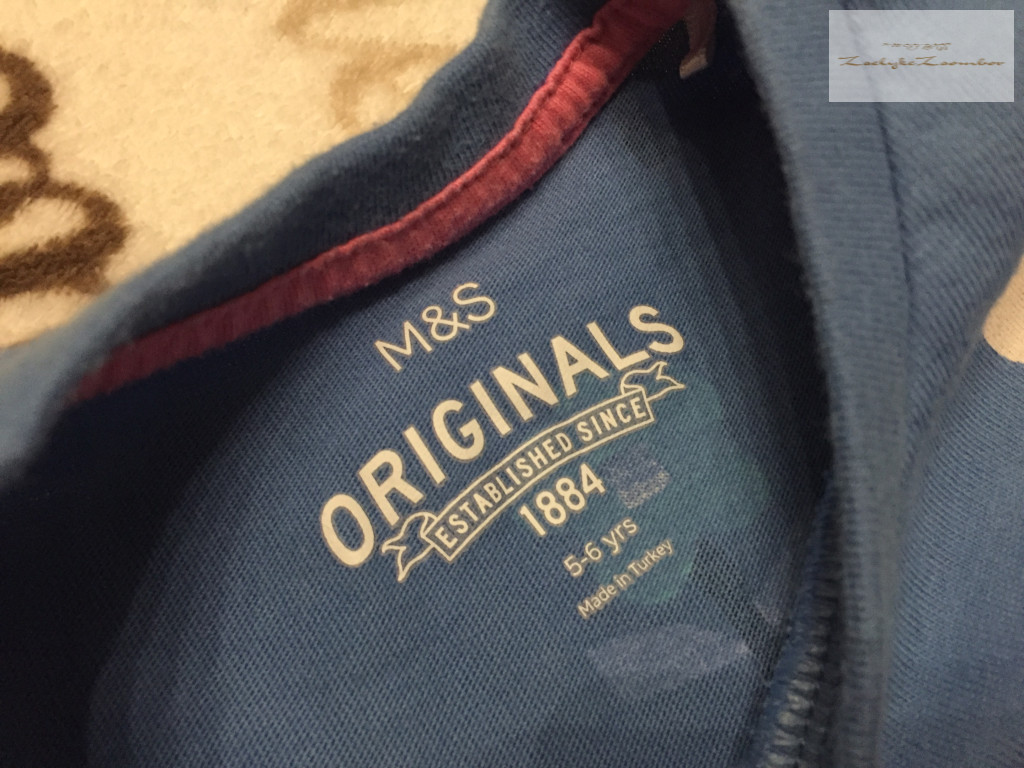 M&S
ORIGINALS
ESTABLISHED SINCE
1884
5-6 yrs
Made in Turkey